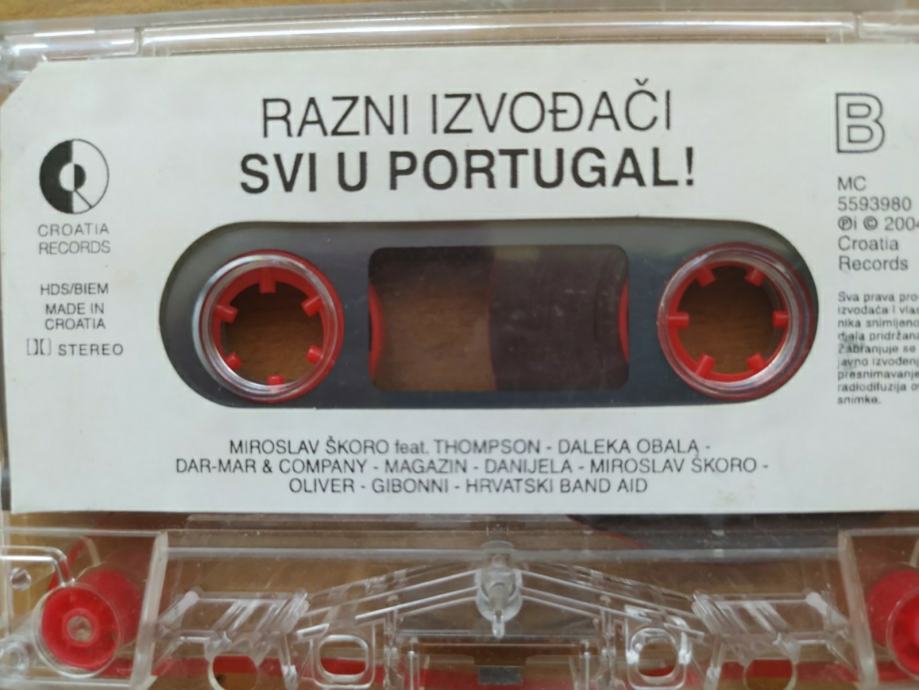 RAZNI IZVOĐAČI
SVI U PORTUGAL!
B
CROATIA
RECORDS
HDS/BIEM
MADE IN
CROATIA
STEREO
MC
5593980
℗i © 2004
Croatia
Records
Sva prava pro
izvođača i vlas
nika snimljeno
djela pridržana
Zabranjuje se
javno izvođenj
presnimavanje
radiodifuzija ov
snimke.
MIROSLAV ŠKORO feat. THOMPSON - DALEKA OBALA -
DAR-MAR & COMPANY - MAGAZIN - DANIJELA - MIROSLAV ŠKORO -
OLIVER - GIBONNI - HRVATSKI BAND AID